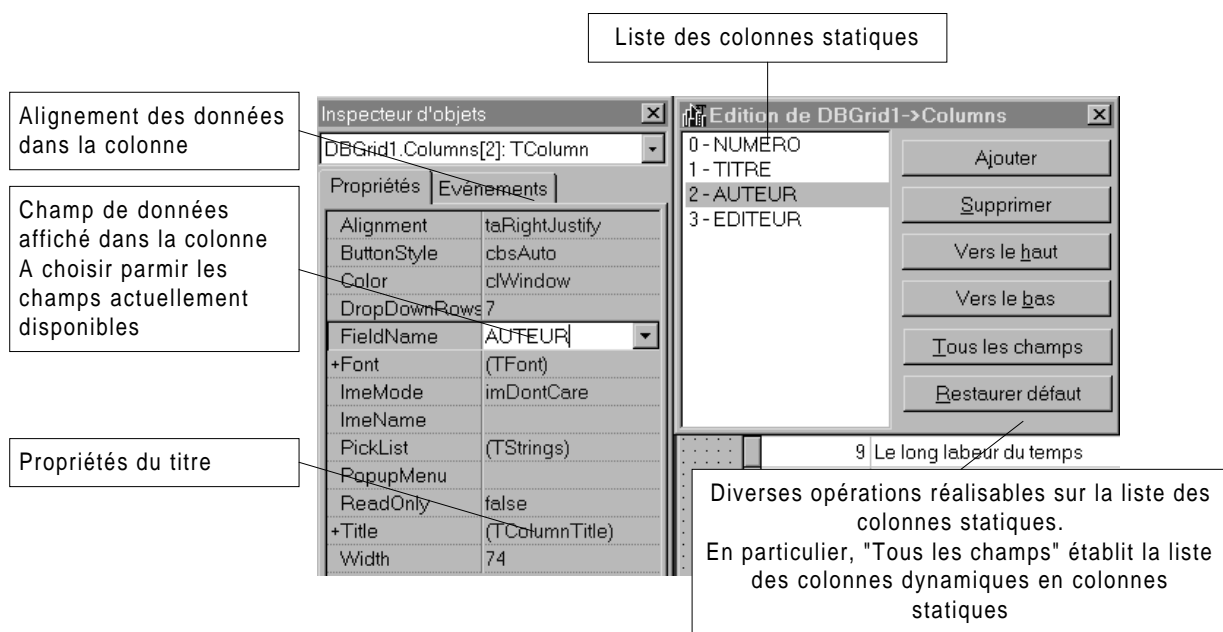 Liste des colonnes statiques
Alignement des données
dans la colonne
Champ de données
affiché dans la colonne
A choisir parmir les
champs actuellement
disponibles
Propriétés du titre
Inspecteur d'objets
DBGrid1.Columns[2]: TColumn
Propriétés Evénements
Alignment taRightJustify
ButtonStyle cbsAuto
Color clWindow
DropDownRows 7
FieldName AUTEUR
+Font (TFont)
ImeMode imDontCare
ImeName
PickList (TStrings)
PopupMenu
ReadOnly false
+Title (TColumnTitle)
Width 74
Edition de DBGrid1->Columns
0 - NUMERO
1 - TITRE
2 - AUTEUR
3 - EDITEUR
Ajouter
Supprimer
Vers le haut
Vers le bas
Tous les champs
Restaurer défaut
9 Le long labeur du temps
Diverses opérations réalisables sur la liste des
colonnes statiques.
En particulier, "Tous les champs" établit la liste
des colonnes dynamiques en colonnes
statiques